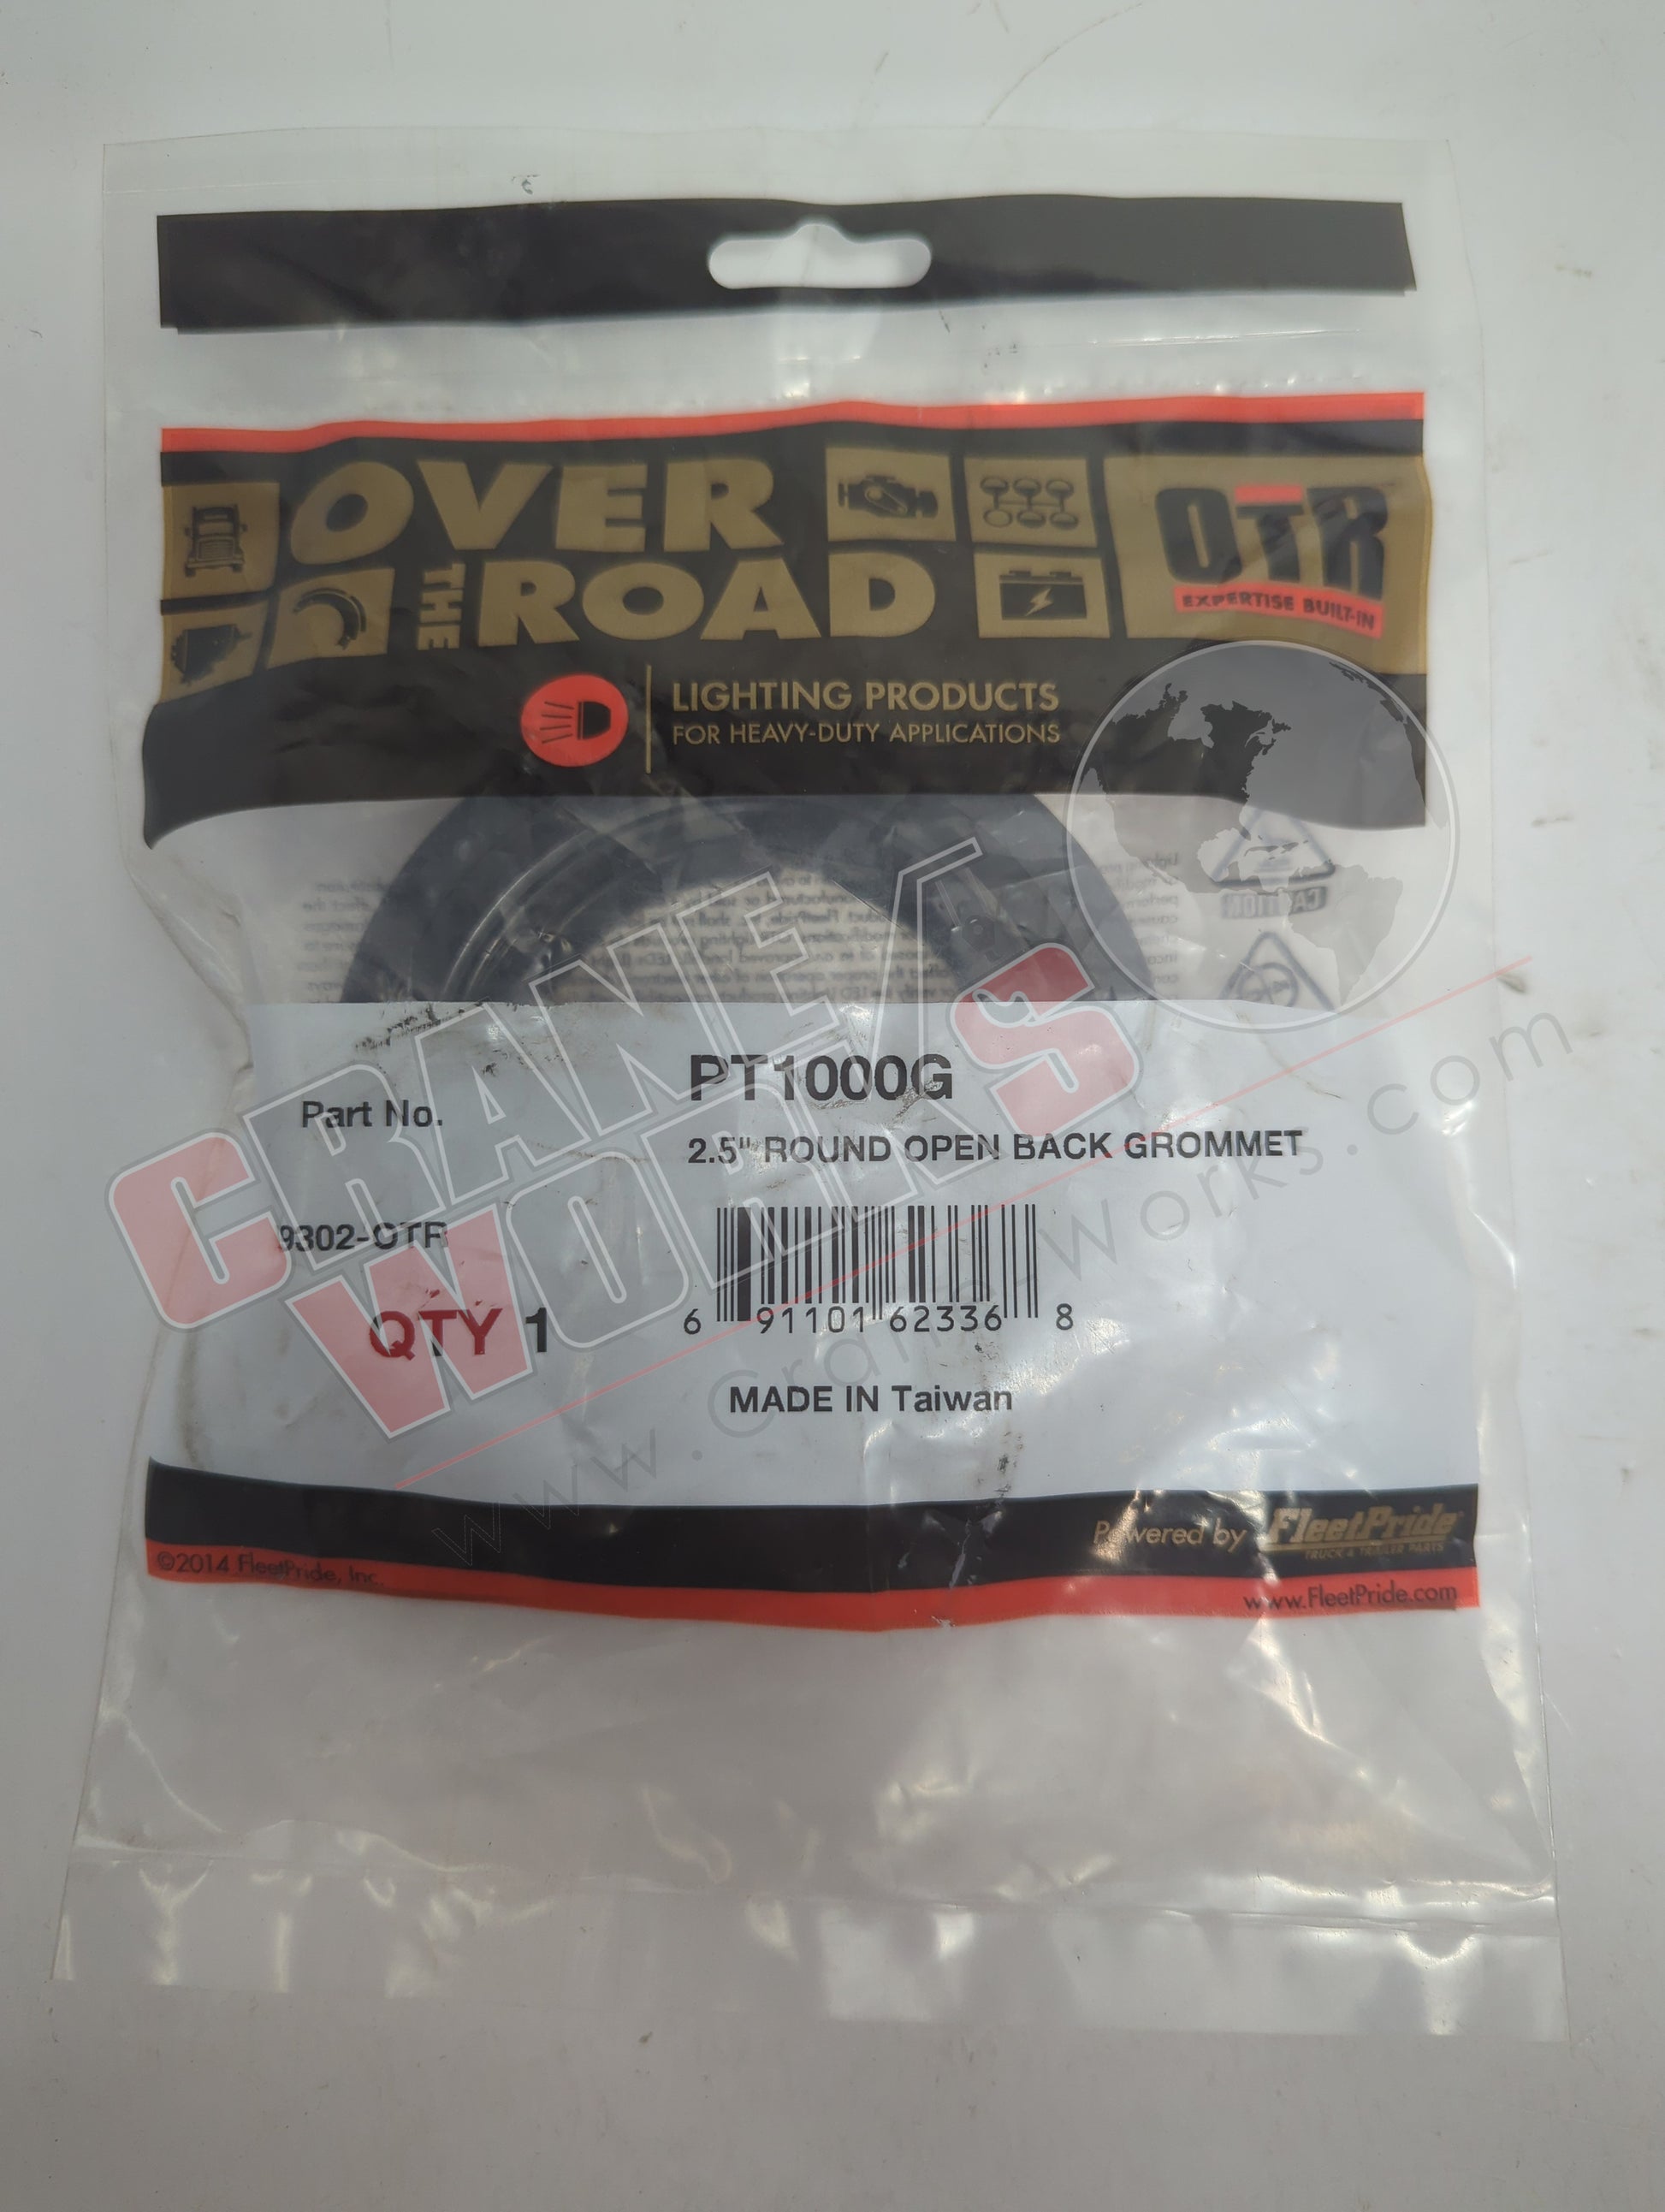 OVER
THE
ROAD
OTR
EXPERTISE BUILT-IN
LIGHTING PRODUCTS
FOR HEAVY-DUTY APPLICATIONS
CAUTION
CRANE
WORKS
www.Crane-Works.com
PT1000G
Part No.
2.5" ROUND OPEN BACK GROMMET
9302-OTR
QTY 1
6 91101 62336 8
MADE IN Taiwan
Powered by FleetPride
TRUCK & TRAILER PARTS
©2014 FleetPride, Inc.
www.FleetPride.com